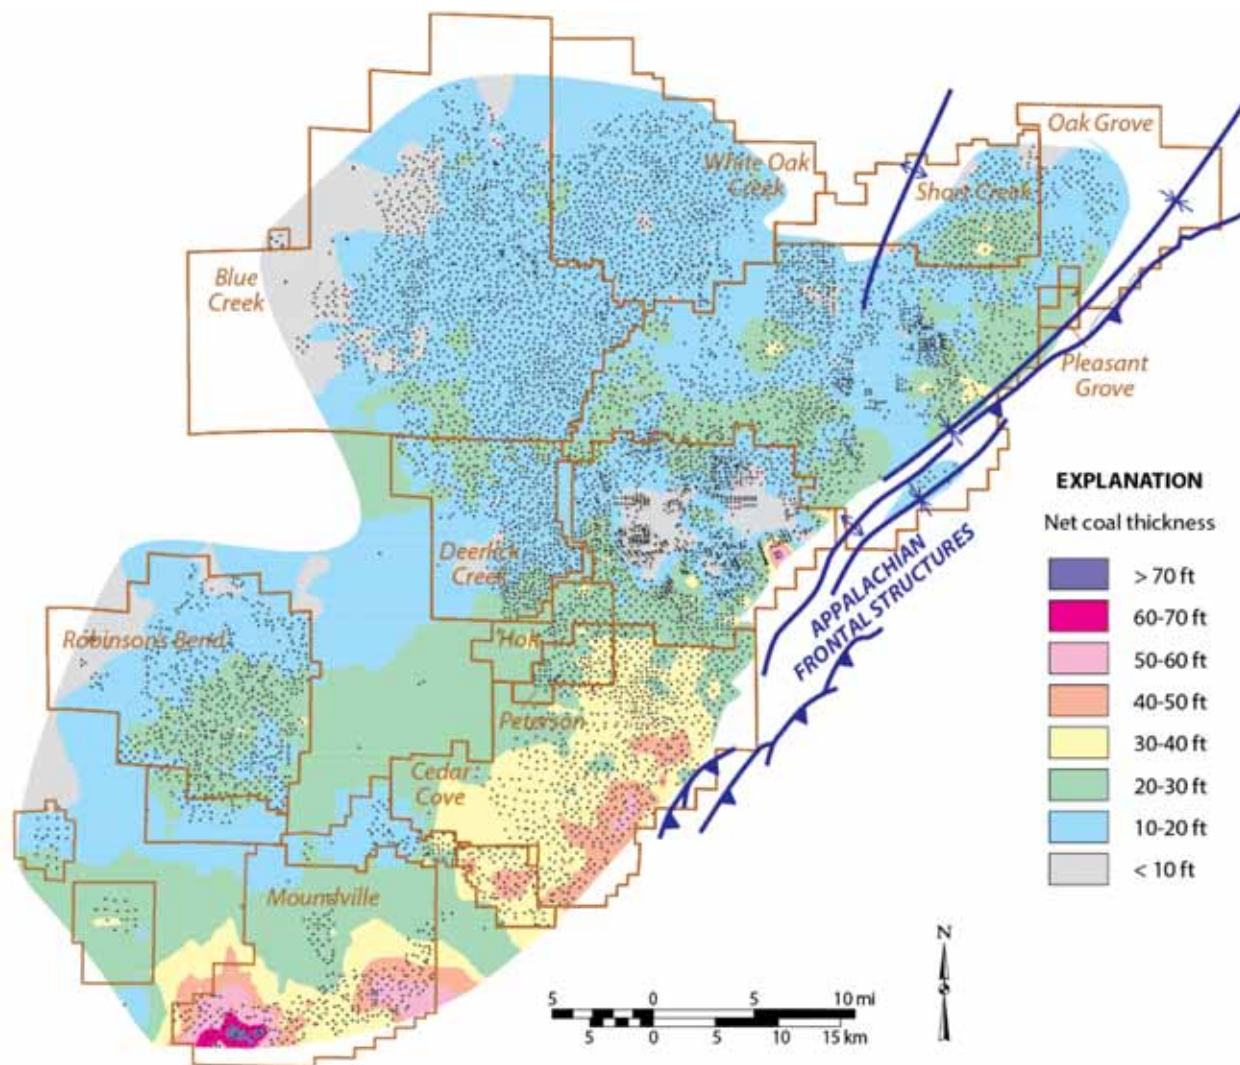 Oak Grove
White Oak
Creek
Short Creek
Blue
Creek
Pleasant
Grove
EXPLANATION
Net coal thickness
Deerlick
Creek
APPALACHIAN
FRONTAL STRUCTURES
> 70 ft
60-70 ft
50-60 ft
40-50 ft
30-40 ft
20-30 ft
10-20 ft
< 10 ft
Robinsons Bend
Holt
Peterson
Cedar
Cove
Moundville
N
5 0 5 10 mi
5 0 5 10 15 km